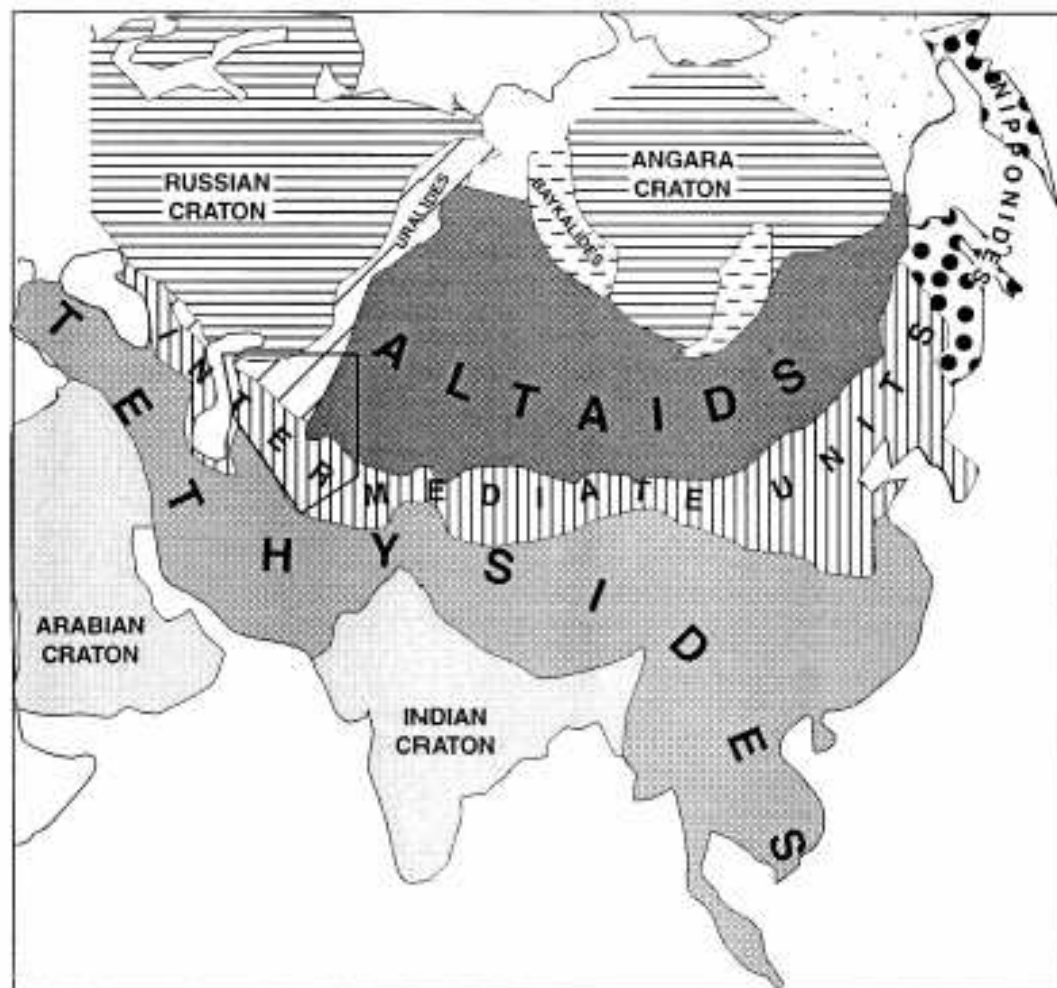 RUSSIAN
CRATON
ANGARA
CRATON
NIPPONIDES
URALIDES
BAYKALIDES
ALTAIDS
INTERMEDIATE UNITS
TETHYSIDES
ARABIAN
CRATON
INDIAN
CRATON